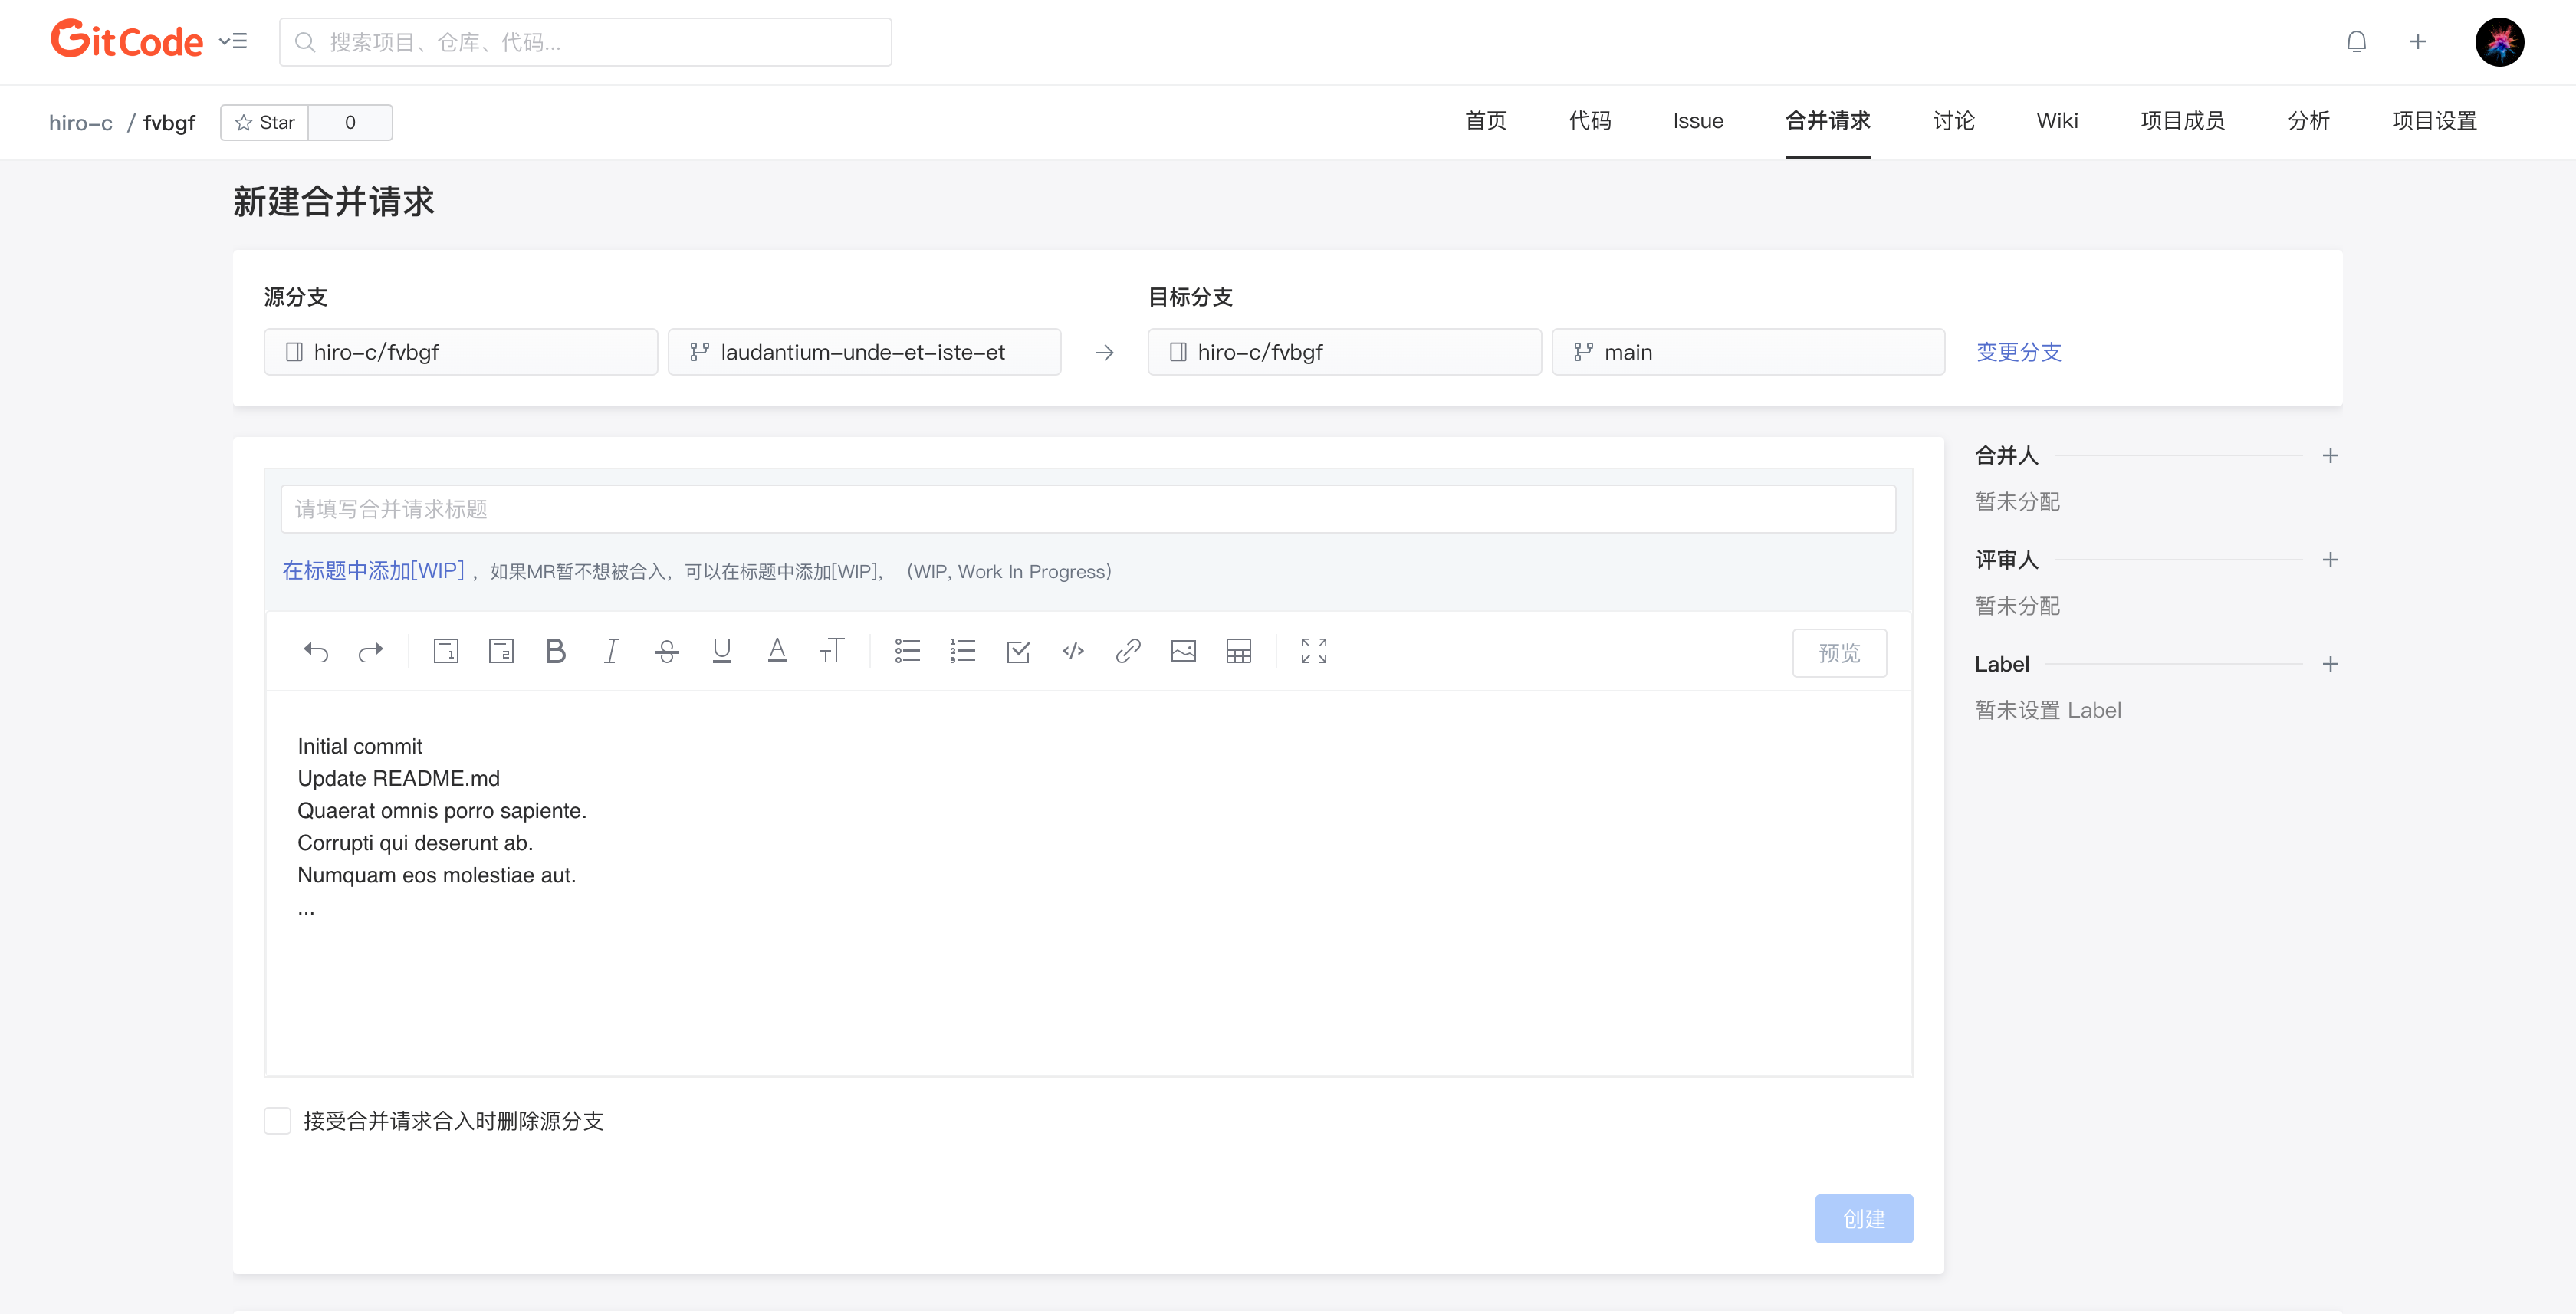 GitCode
搜索项目、仓库、代码...
hiro-c / fvbgf Star 0
首页 代码 Issue 合并请求 讨论 Wiki 项目成员 分析 项目设置
新建合并请求
源分支
hiro-c/fvbgf laudantium-unde-et-iste-et
目标分支
hiro-c/fvbgf main 变更分支
请填写合并请求标题
在标题中添加[WIP] ，如果MR暂不想被合入，可以在标题中添加[WIP]，（WIP, Work In Progress）
预览
Initial commit
Update README.md
Quaerat omnis porro sapiente.
Corrupti qui deserunt ab.
Numquam eos molestiae aut.
...
接受合并请求合入时删除源分支
创建
合并人
暂未分配
评审人
暂未分配
Label
暂未设置 Label